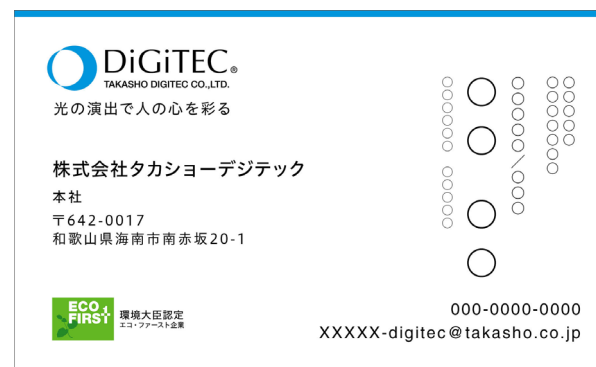 DiGiTEC®
TAKASHO DIGITEC CO.,LTD.
光の演出で人の心を彩る
株式会社タカショーデジテック
本社
〒642-0017
和歌山県海南市南赤坂20-1
ECO
FIRST
環境大臣認定
エコ・ファースト企業
○○○○○○ ○○○○○
○○ ○○
○○○○○○／○○○
○○○○○○○
○○○○○
000-0000-0000
XXXXX-digitec@takasho.co.jp